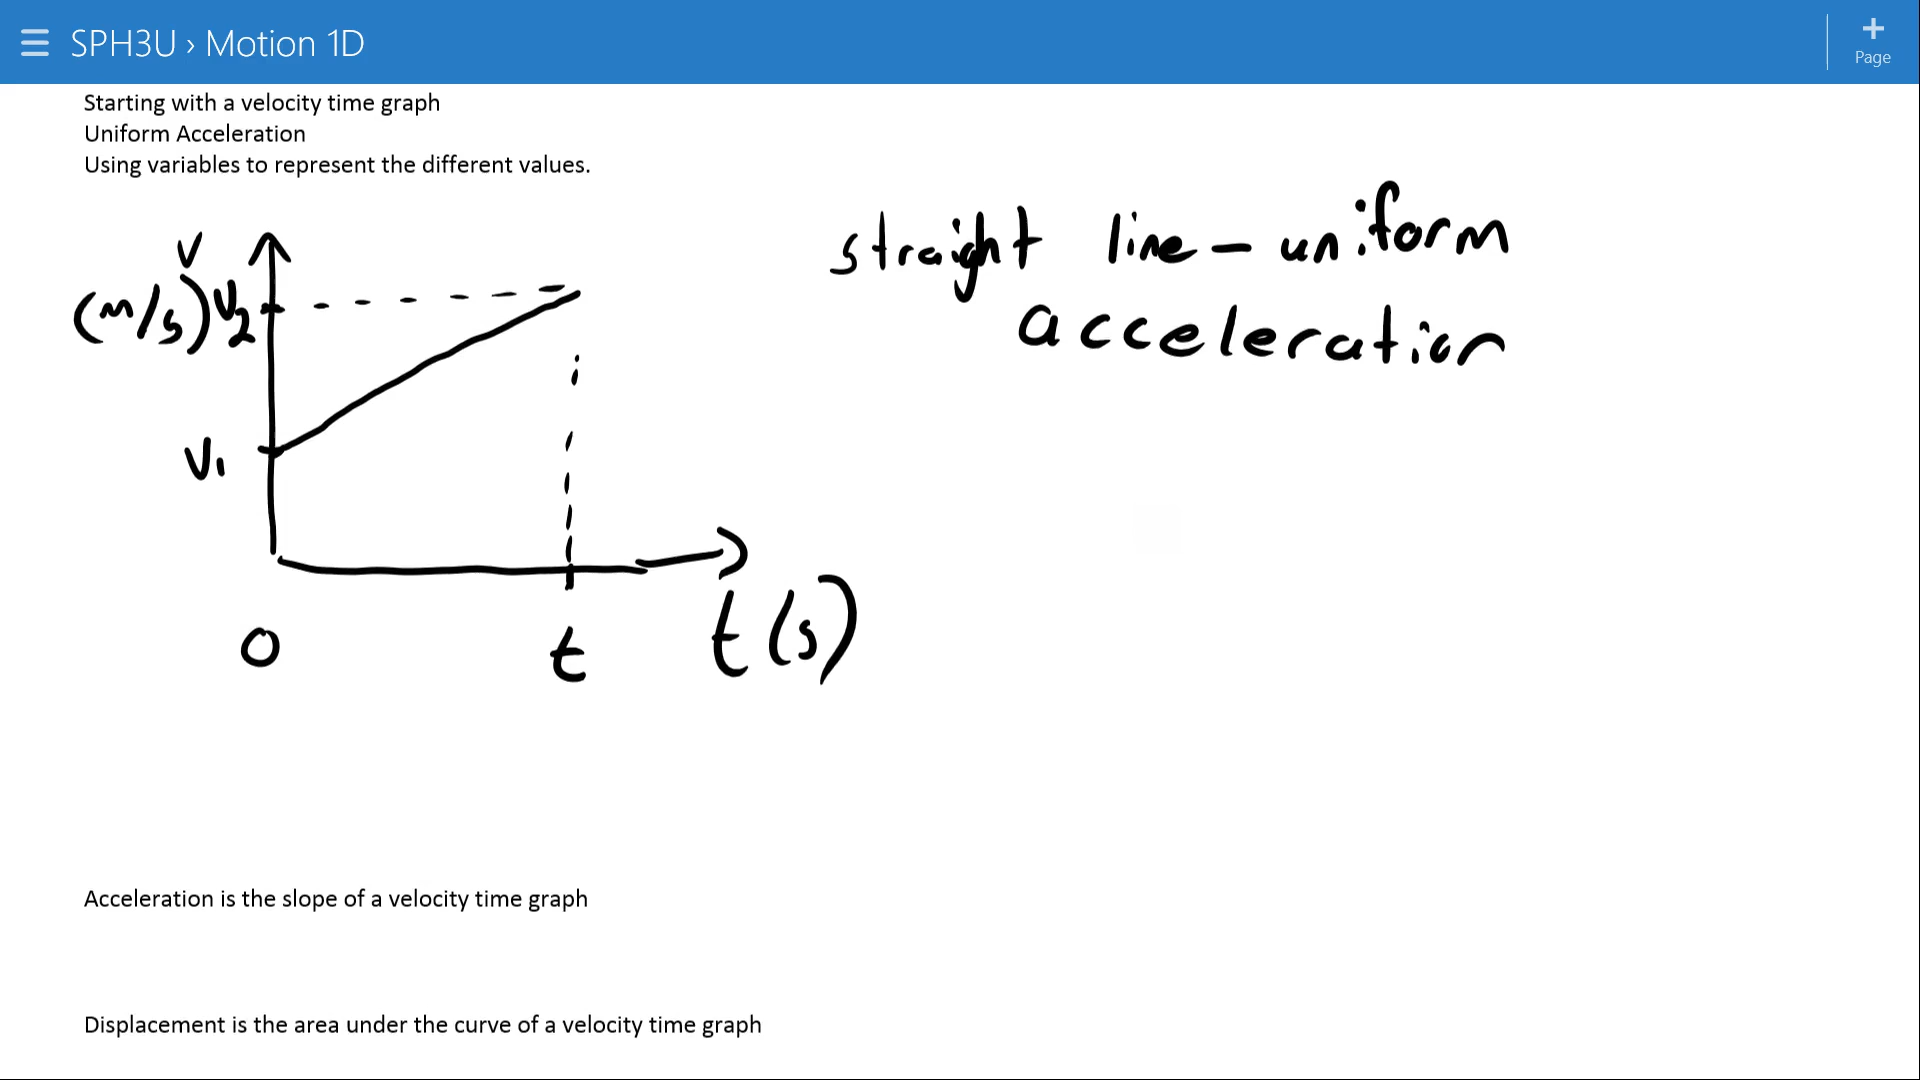 SPH3U › Motion 1D
Page
Starting with a velocity time graph
Uniform Acceleration
Using variables to represent the different values.
straight line - uniform
acceleration
V
(m/s) V2
V1
0
t
t (s)
Acceleration is the slope of a velocity time graph
Displacement is the area under the curve of a velocity time graph